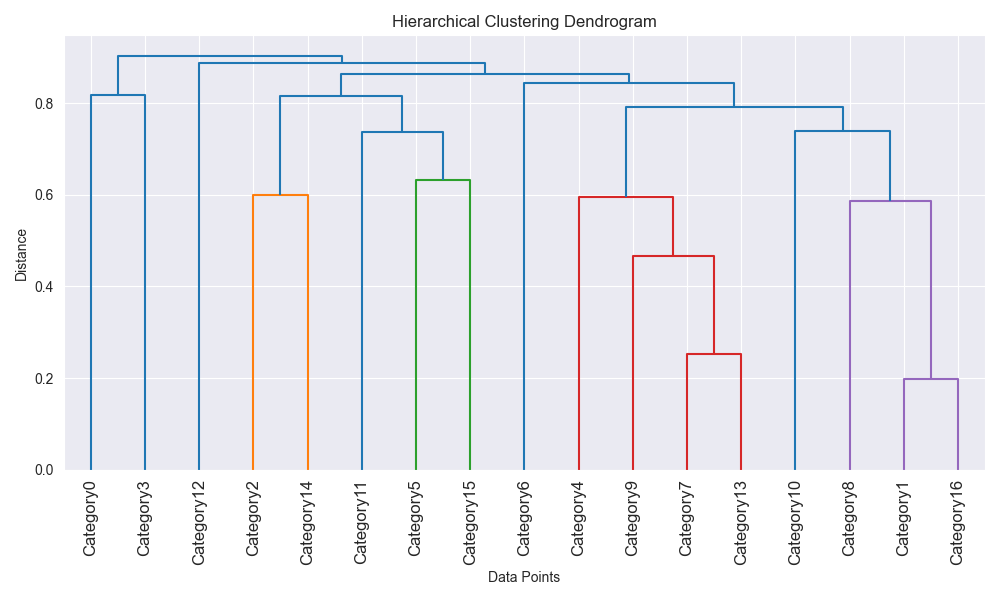 Hierarchical Clustering Dendrogram
Distance
0.8
0.6
0.4
0.2
0.0
Category0
Category3
Category12
Category2
Category14
Category11
Category5
Category15
Category6
Category4
Category9
Category7
Category13
Category10
Category8
Category1
Category16
Data Points